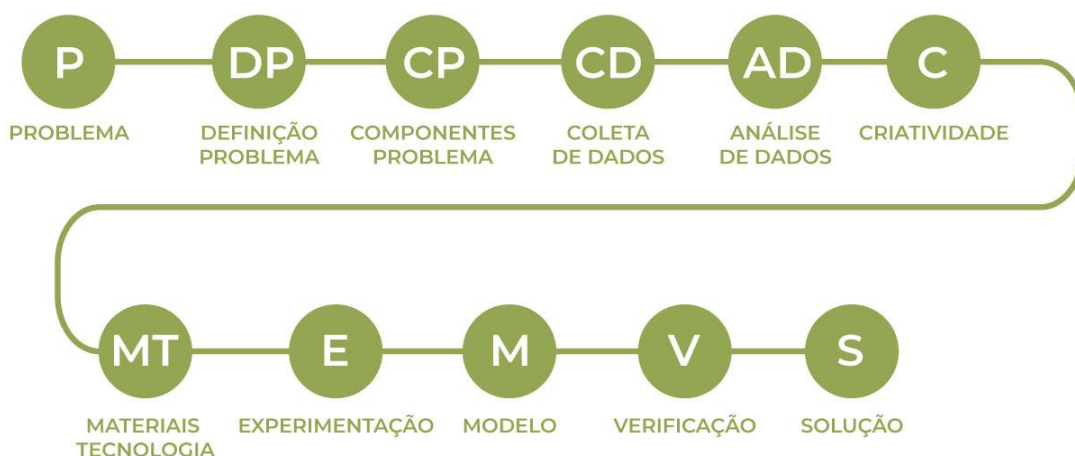 P
DP
CP
CD
AD
C
PROBLEMA
DEFINIÇÃO
PROBLEMA
COMPONENTES
PROBLEMA
COLETA
DE DADOS
ANÁLISE
DE DADOS
CRIATIVIDADE
MT
E
M
V
S
MATERIAIS
TECNOLOGIA
EXPERIMENTAÇÃO
MODELO
VERIFICAÇÃO
SOLUÇÃO